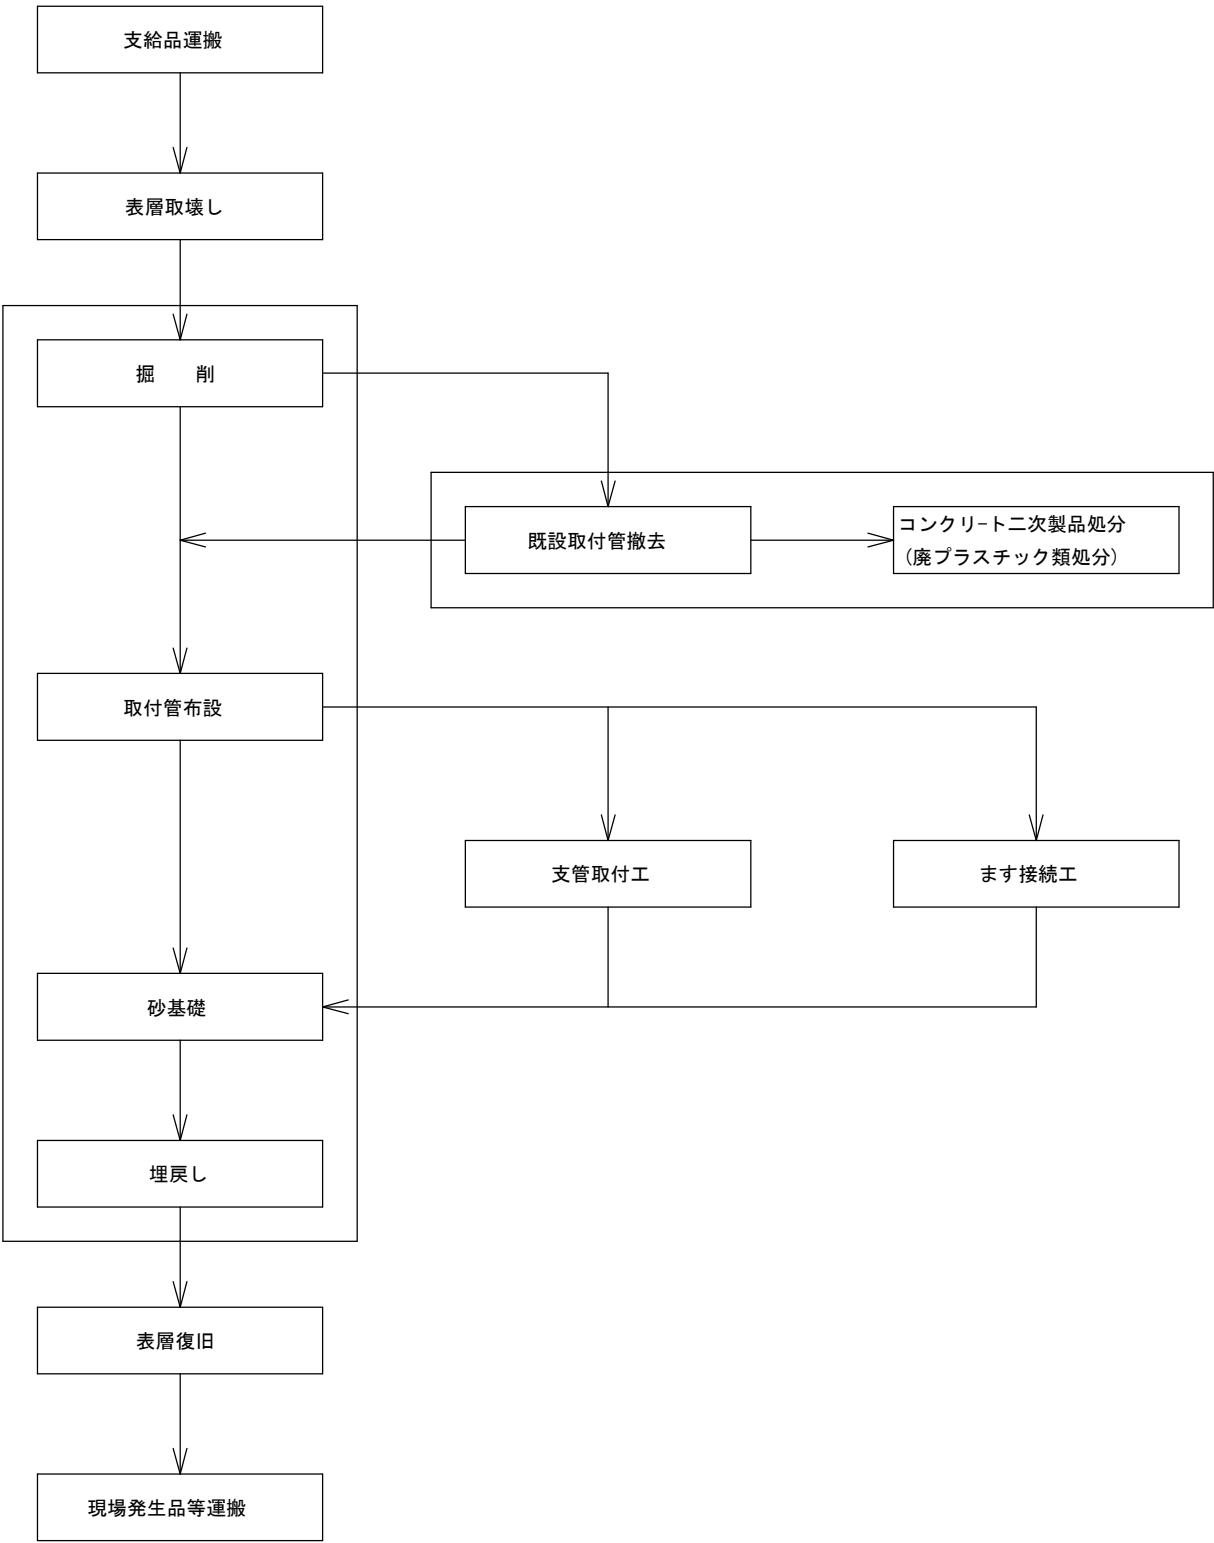 支給品運搬
表層取壊し
掘　　削
既設取付管撤去
コンクリｰト二次製品処分
(廃プラスチック類処分)
取付管布設
支管取付工
ます接続工
砂基礎
埋戻し
表層復旧
現場発生品等運搬